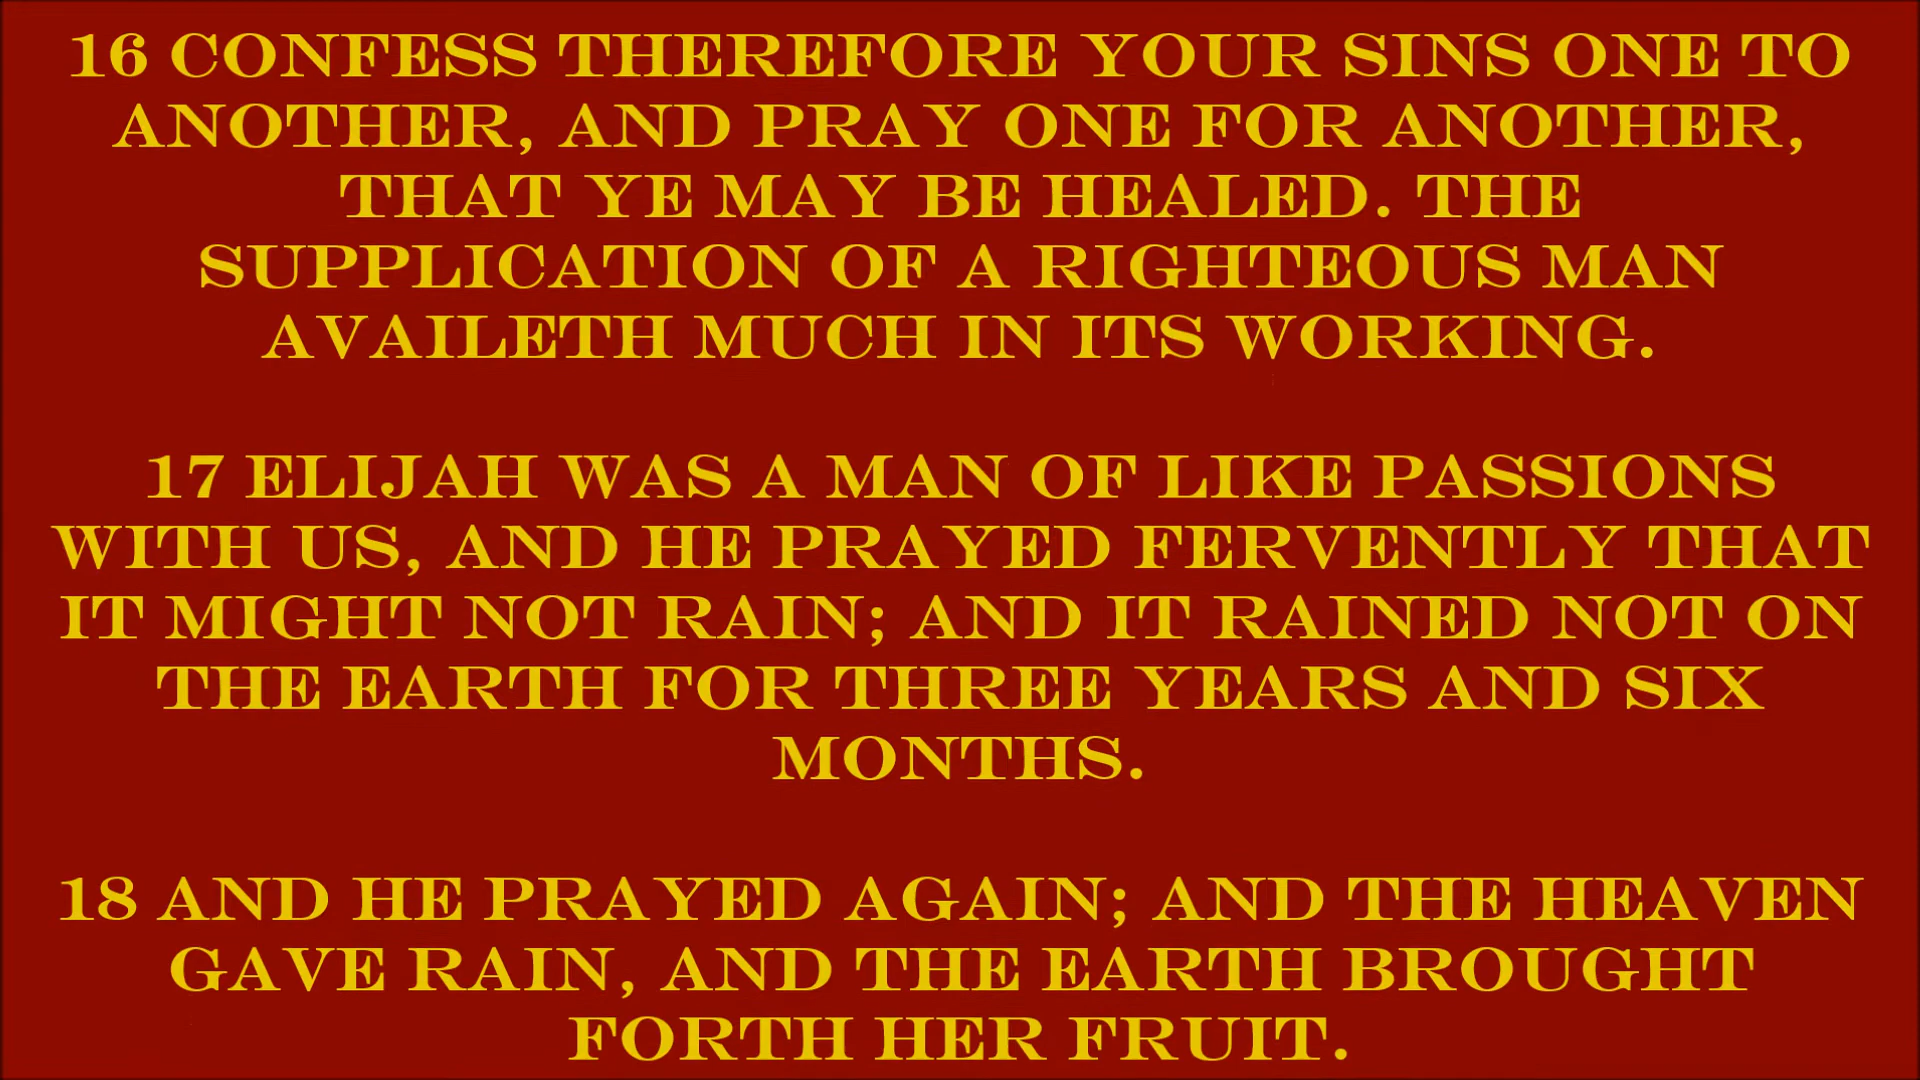 16 CONFESS THEREFORE YOUR SINS ONE TO
ANOTHER, AND PRAY ONE FOR ANOTHER,
THAT YE MAY BE HEALED. THE
SUPPLICATION OF A RIGHTEOUS MAN
AVAILETH MUCH IN ITS WORKING.
17 ELIJAH WAS A MAN OF LIKE PASSIONS
WITH US, AND HE PRAYED FERVENTLY THAT
IT MIGHT NOT RAIN; AND IT RAINED NOT ON
THE EARTH FOR THREE YEARS AND SIX
MONTHS.
18 AND HE PRAYED AGAIN; AND THE HEAVEN
GAVE RAIN, AND THE EARTH BROUGHT
FORTH HER FRUIT.